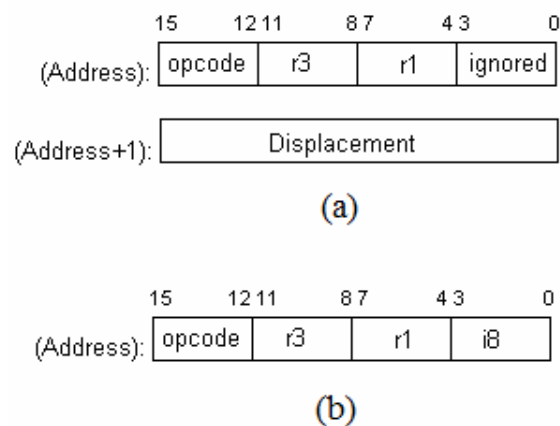 15 12 11 8 7 4 3 0
(Address): opcode r3 r1 ignored
(Address+1): Displacement
(a)
15 12 11 8 7 4 3 0
(Address): opcode r3 r1 i8
(b)